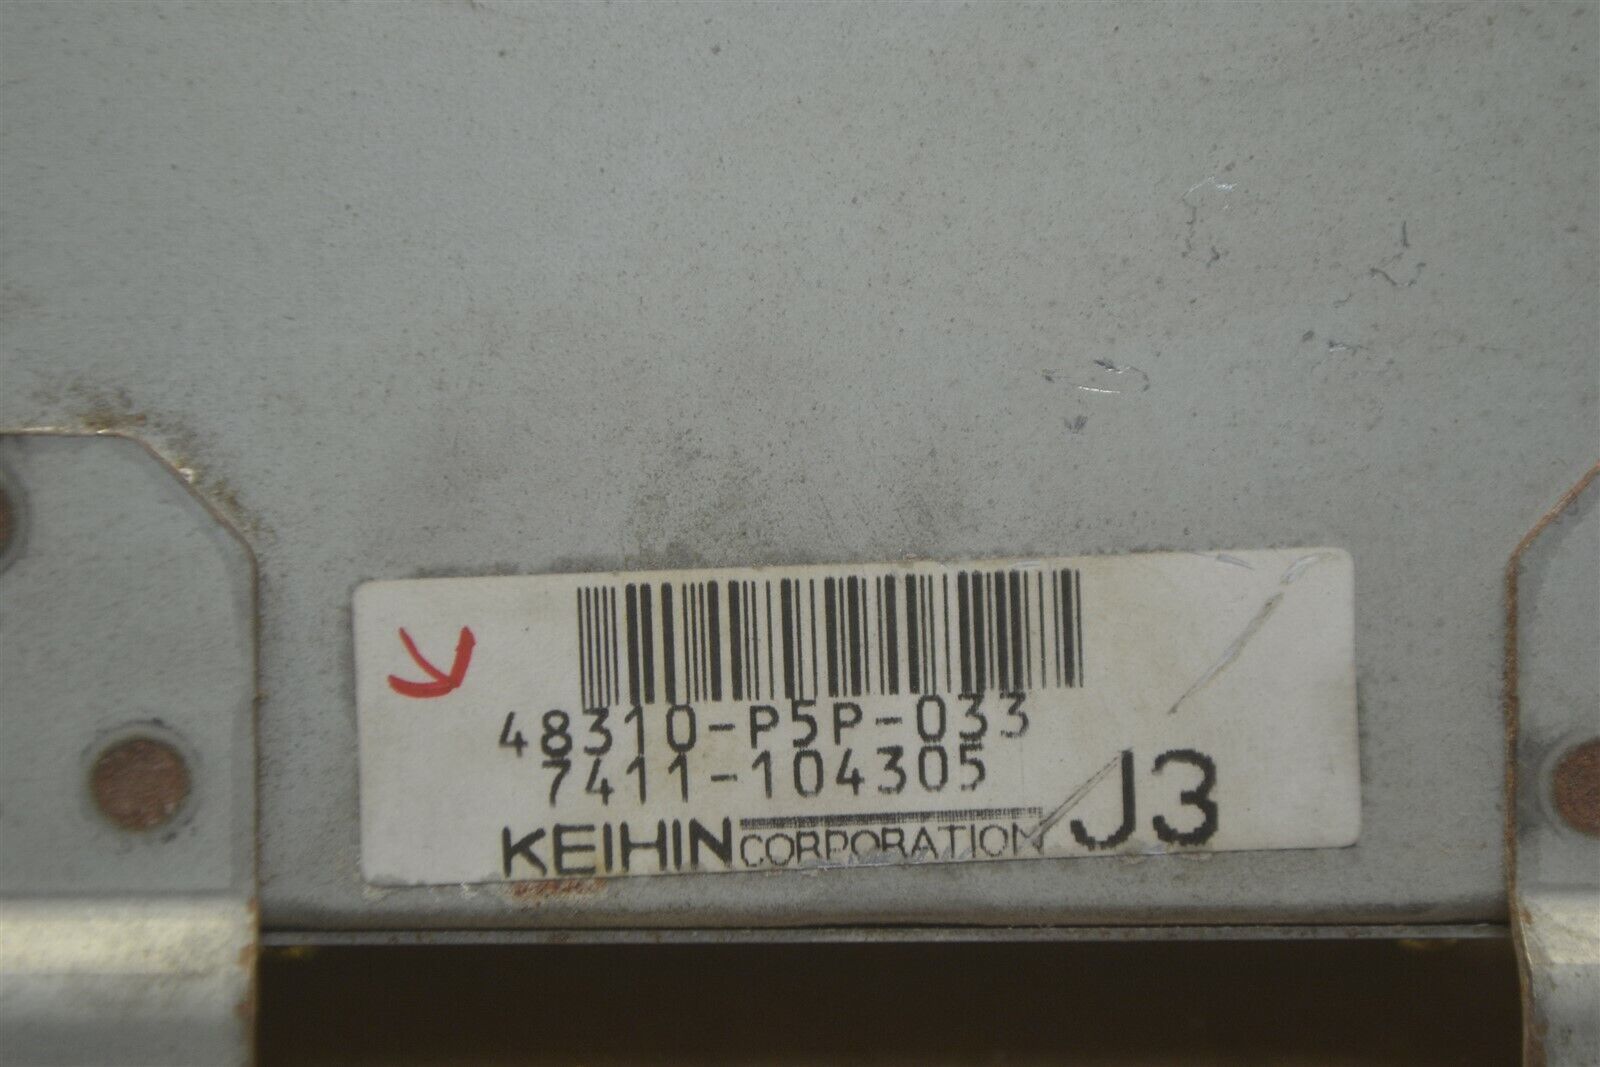 48310-P5P-033
7411-104305
KEIHIN CORPORATION J3